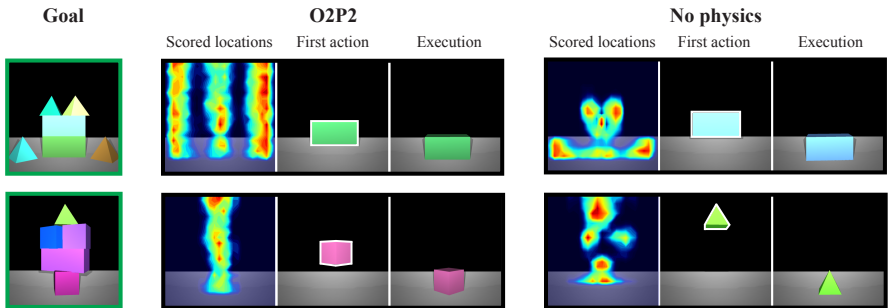 Goal
O2P2
No physics
Scored locations
First action
Execution
Scored locations
First action
Execution